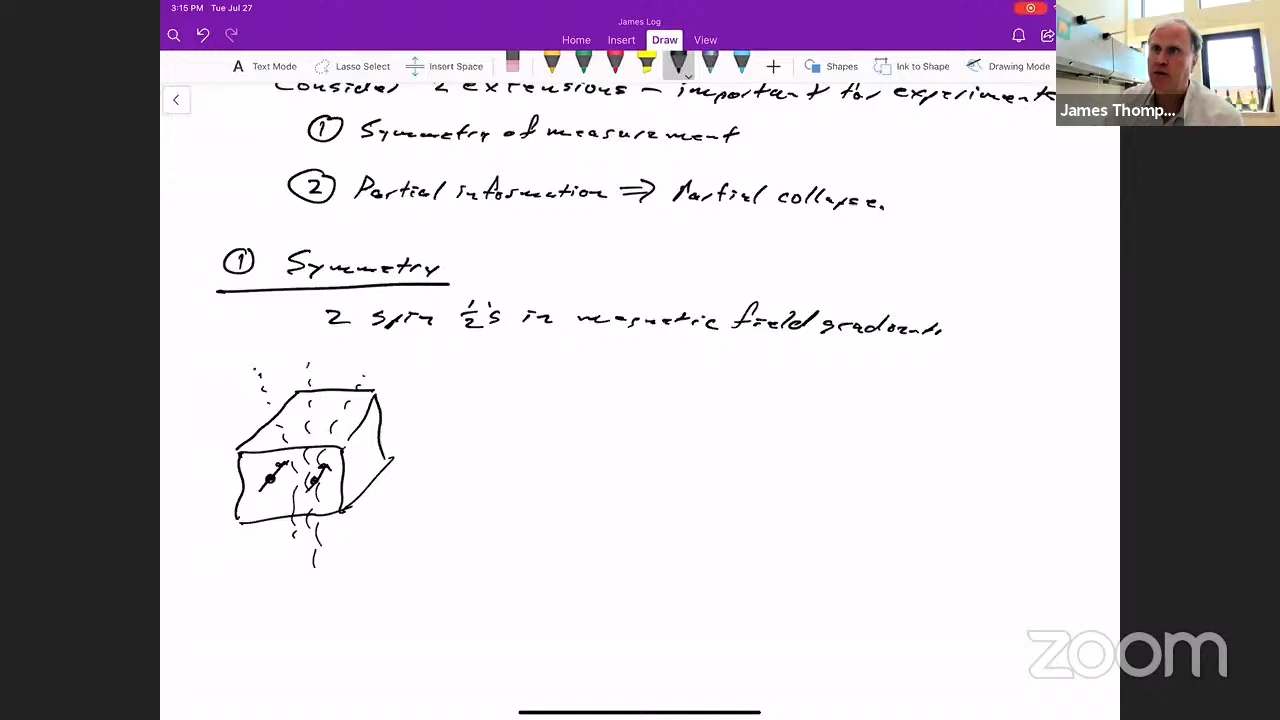 3:15 PM Tue Jul 27
James Log
Home Insert Draw View
Text Mode Lasso Select Insert Space Shapes Ink to Shape Drawing Mode
James Thomp...
Consider 2 extensions - important for experiments
① Symmetry of measurement
② Partial information ⇒ Partial collapse.
① Symmetry
2 spin 1/2's in magnetic field gradient.
zoom